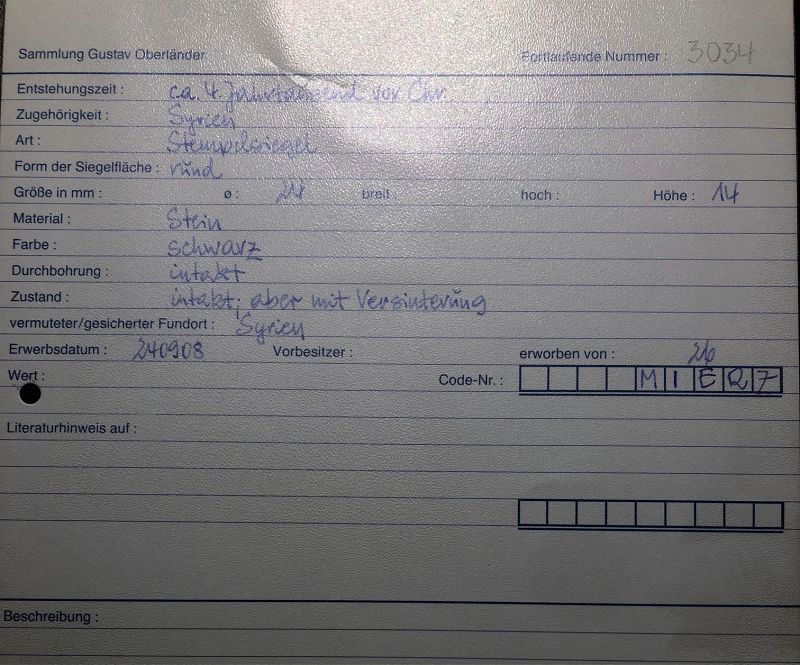 Sammlung Gustav Oberländer Fortlaufende Nummer : 3034
Entstehungszeit : ca. 4. Jahrtausend vor Chr.
Zugehörigkeit : Syrien
Art : Stempelsiegel
Form der Siegelfläche : rund
Größe in mm : ø : 24 breit : hoch : Höhe : 14
Material : Stein
Farbe : schwarz
Durchbohrung : intakt
Zustand : intakt; aber mit Versinterung
vermuteter/gesicherter Fundort : Syrien
Erwerbsdatum : 240908 Vorbesitzer : erworben von : 26
Wert : Code-Nr. : M I E R 7
Literaturhinweis auf :
Beschreibung :